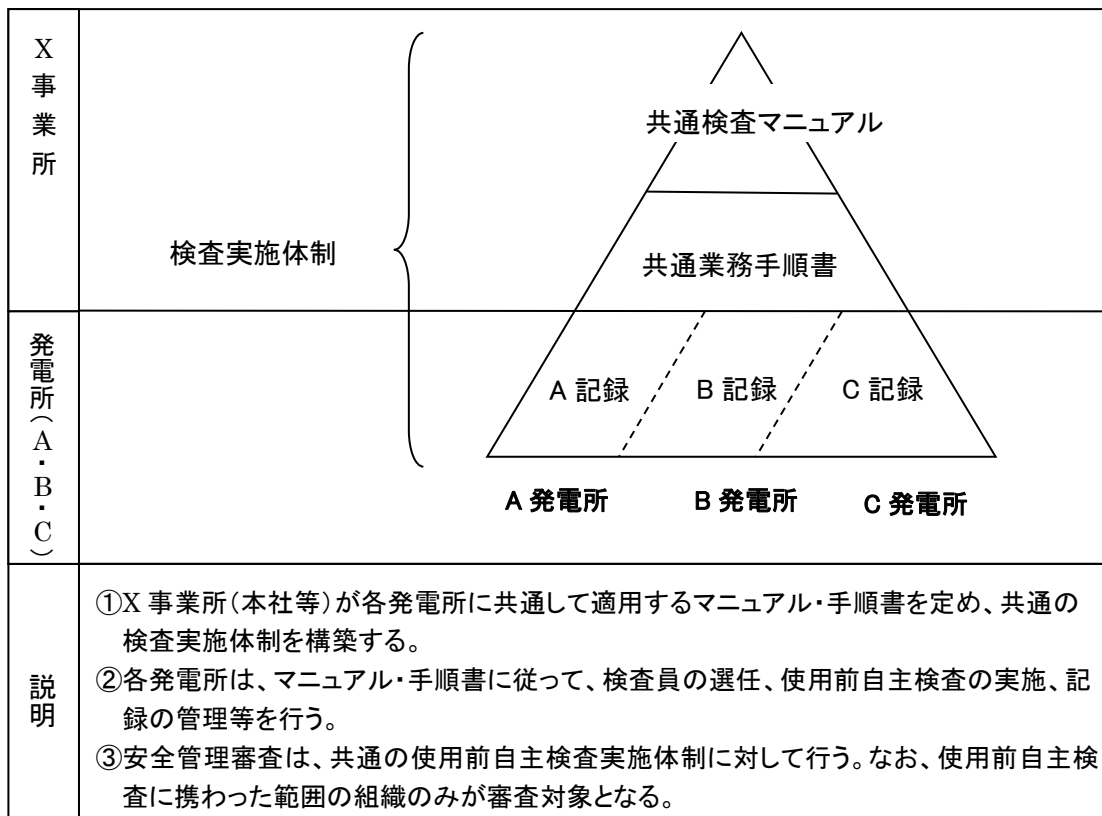 X事業所
共通検査マニュアル
検査実施体制
共通業務手順書
発電所(A・B・C)
A 記録
B 記録
C 記録
A 発電所
B 発電所
C 発電所
説明
①X 事業所(本社等)が各発電所に共通して適用するマニュアル・手順書を定め、共通の
検査実施体制を構築する。
②各発電所は、マニュアル・手順書に従って、検査員の選任、使用前自主検査の実施、記
録の管理等を行う。
③安全管理審査は、共通の使用前自主検査実施体制に対して行う。なお、使用前自主検
査に携わった範囲の組織のみが審査対象となる。